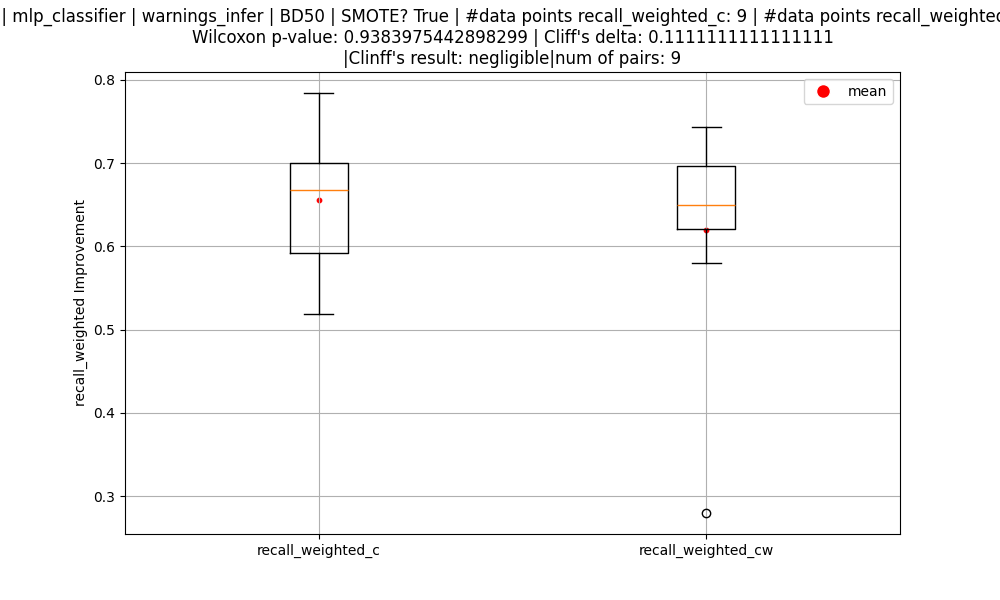 | mlp_classifier | warnings_infer | BD50 | SMOTE? True | #data points recall_weighted_c: 9 | #data points
Wilcoxon p-value: 0.9383975442898299 | Cliff's delta: 0.1111111111111111
|Clinff's result: negligible|num of pairs: 9
mean
0.8
0.7
0.6
0.5
0.4
0.3
recall_weighted Improvement
recall_weighted_c
recall_weighted_cw